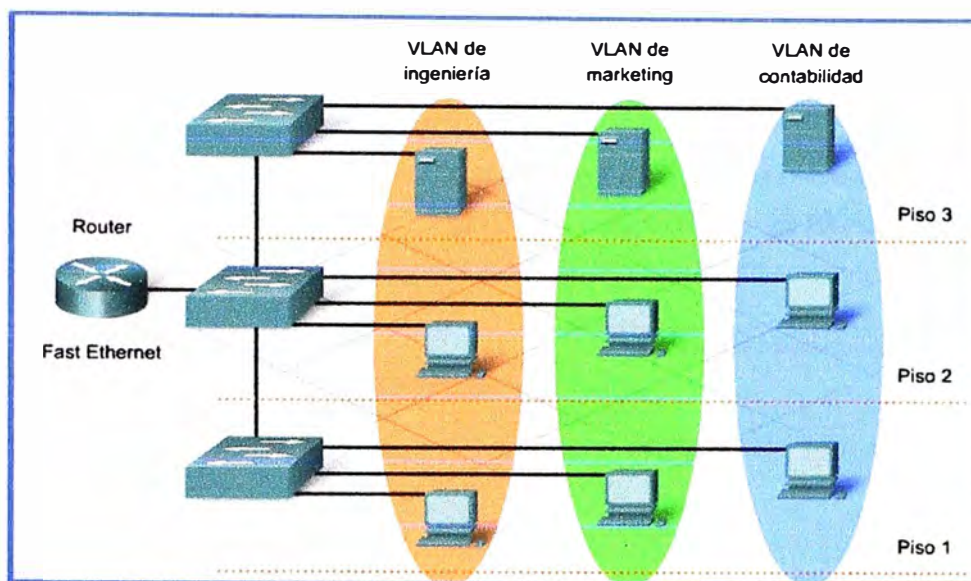 VLAN de
ingeniería
VLAN de
marketing
VLAN de
contabilidad
Piso 3
Router
Fast Ethernet
Piso 2
Piso 1